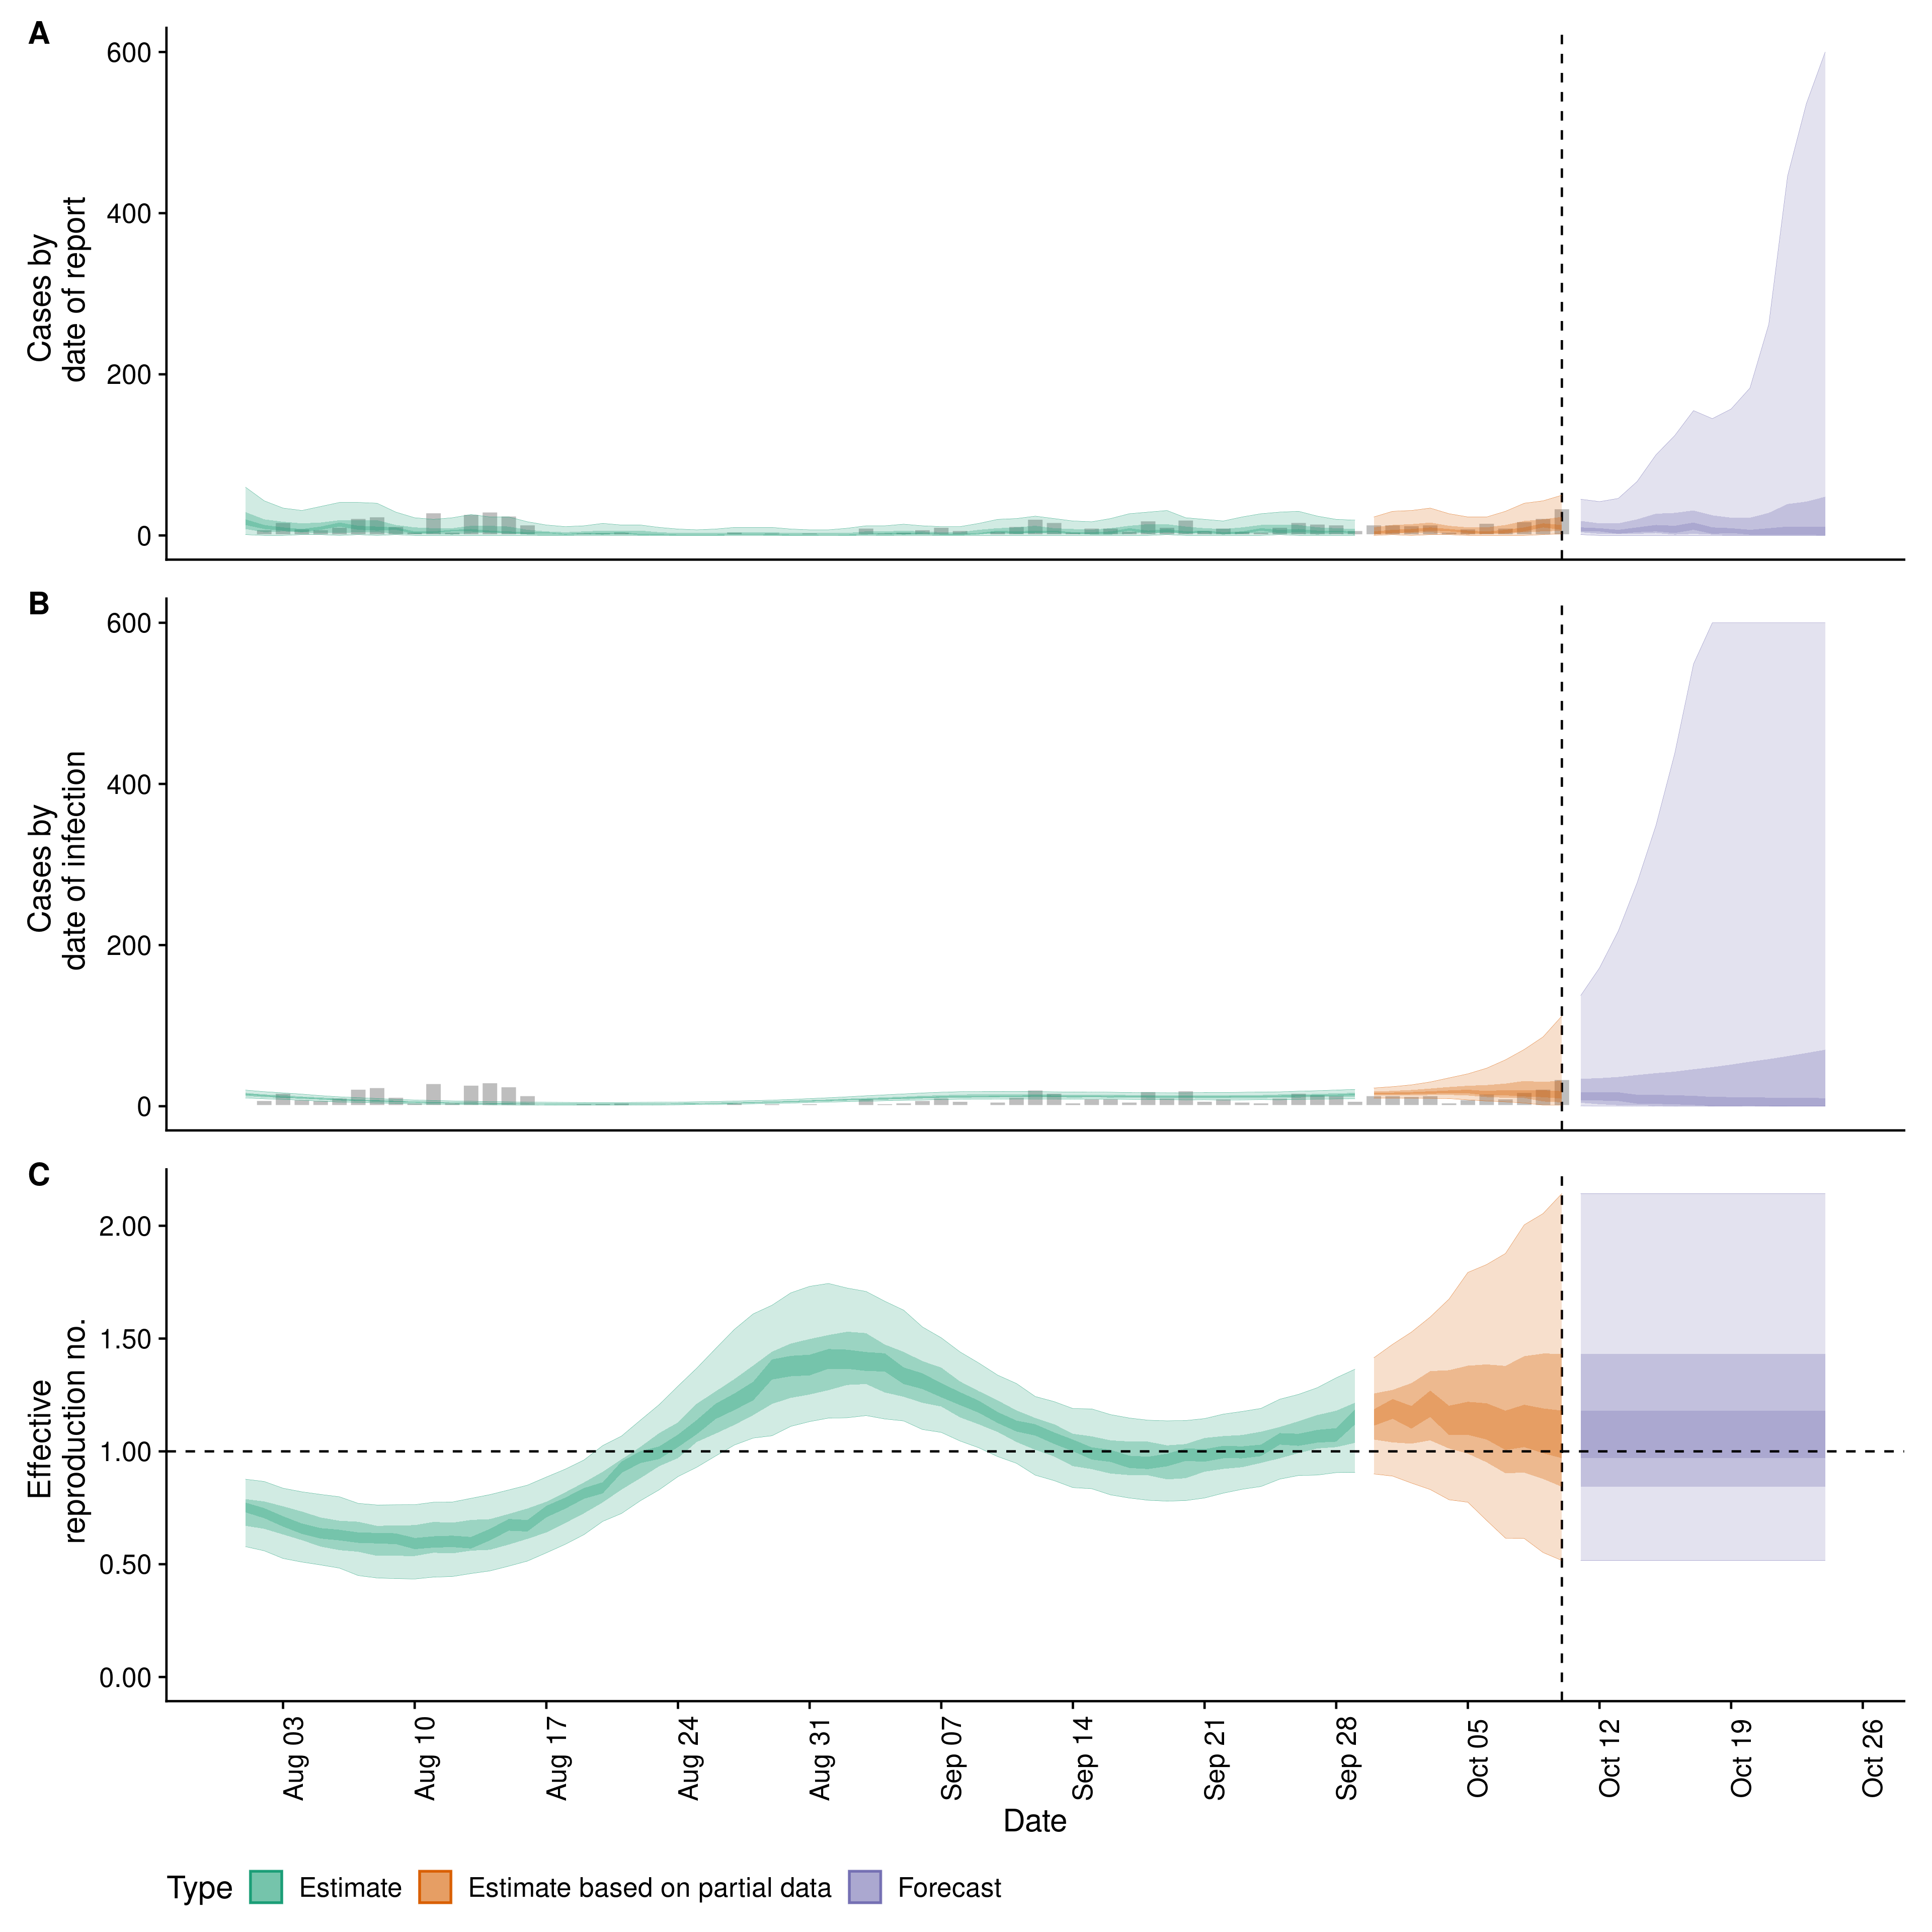 A
600
400
200
0
Cases by
date of report
B
600
400
200
0
Cases by
date of infection
C
2.00
1.50
1.00
0.50
0.00
Effective
reproduction no.
Aug 03
Aug 10
Aug 17
Aug 24
Aug 31
Sep 07
Sep 14
Sep 21
Sep 28
Oct 05
Oct 12
Oct 19
Oct 26
Date
Type Estimate Estimate based on partial data Forecast